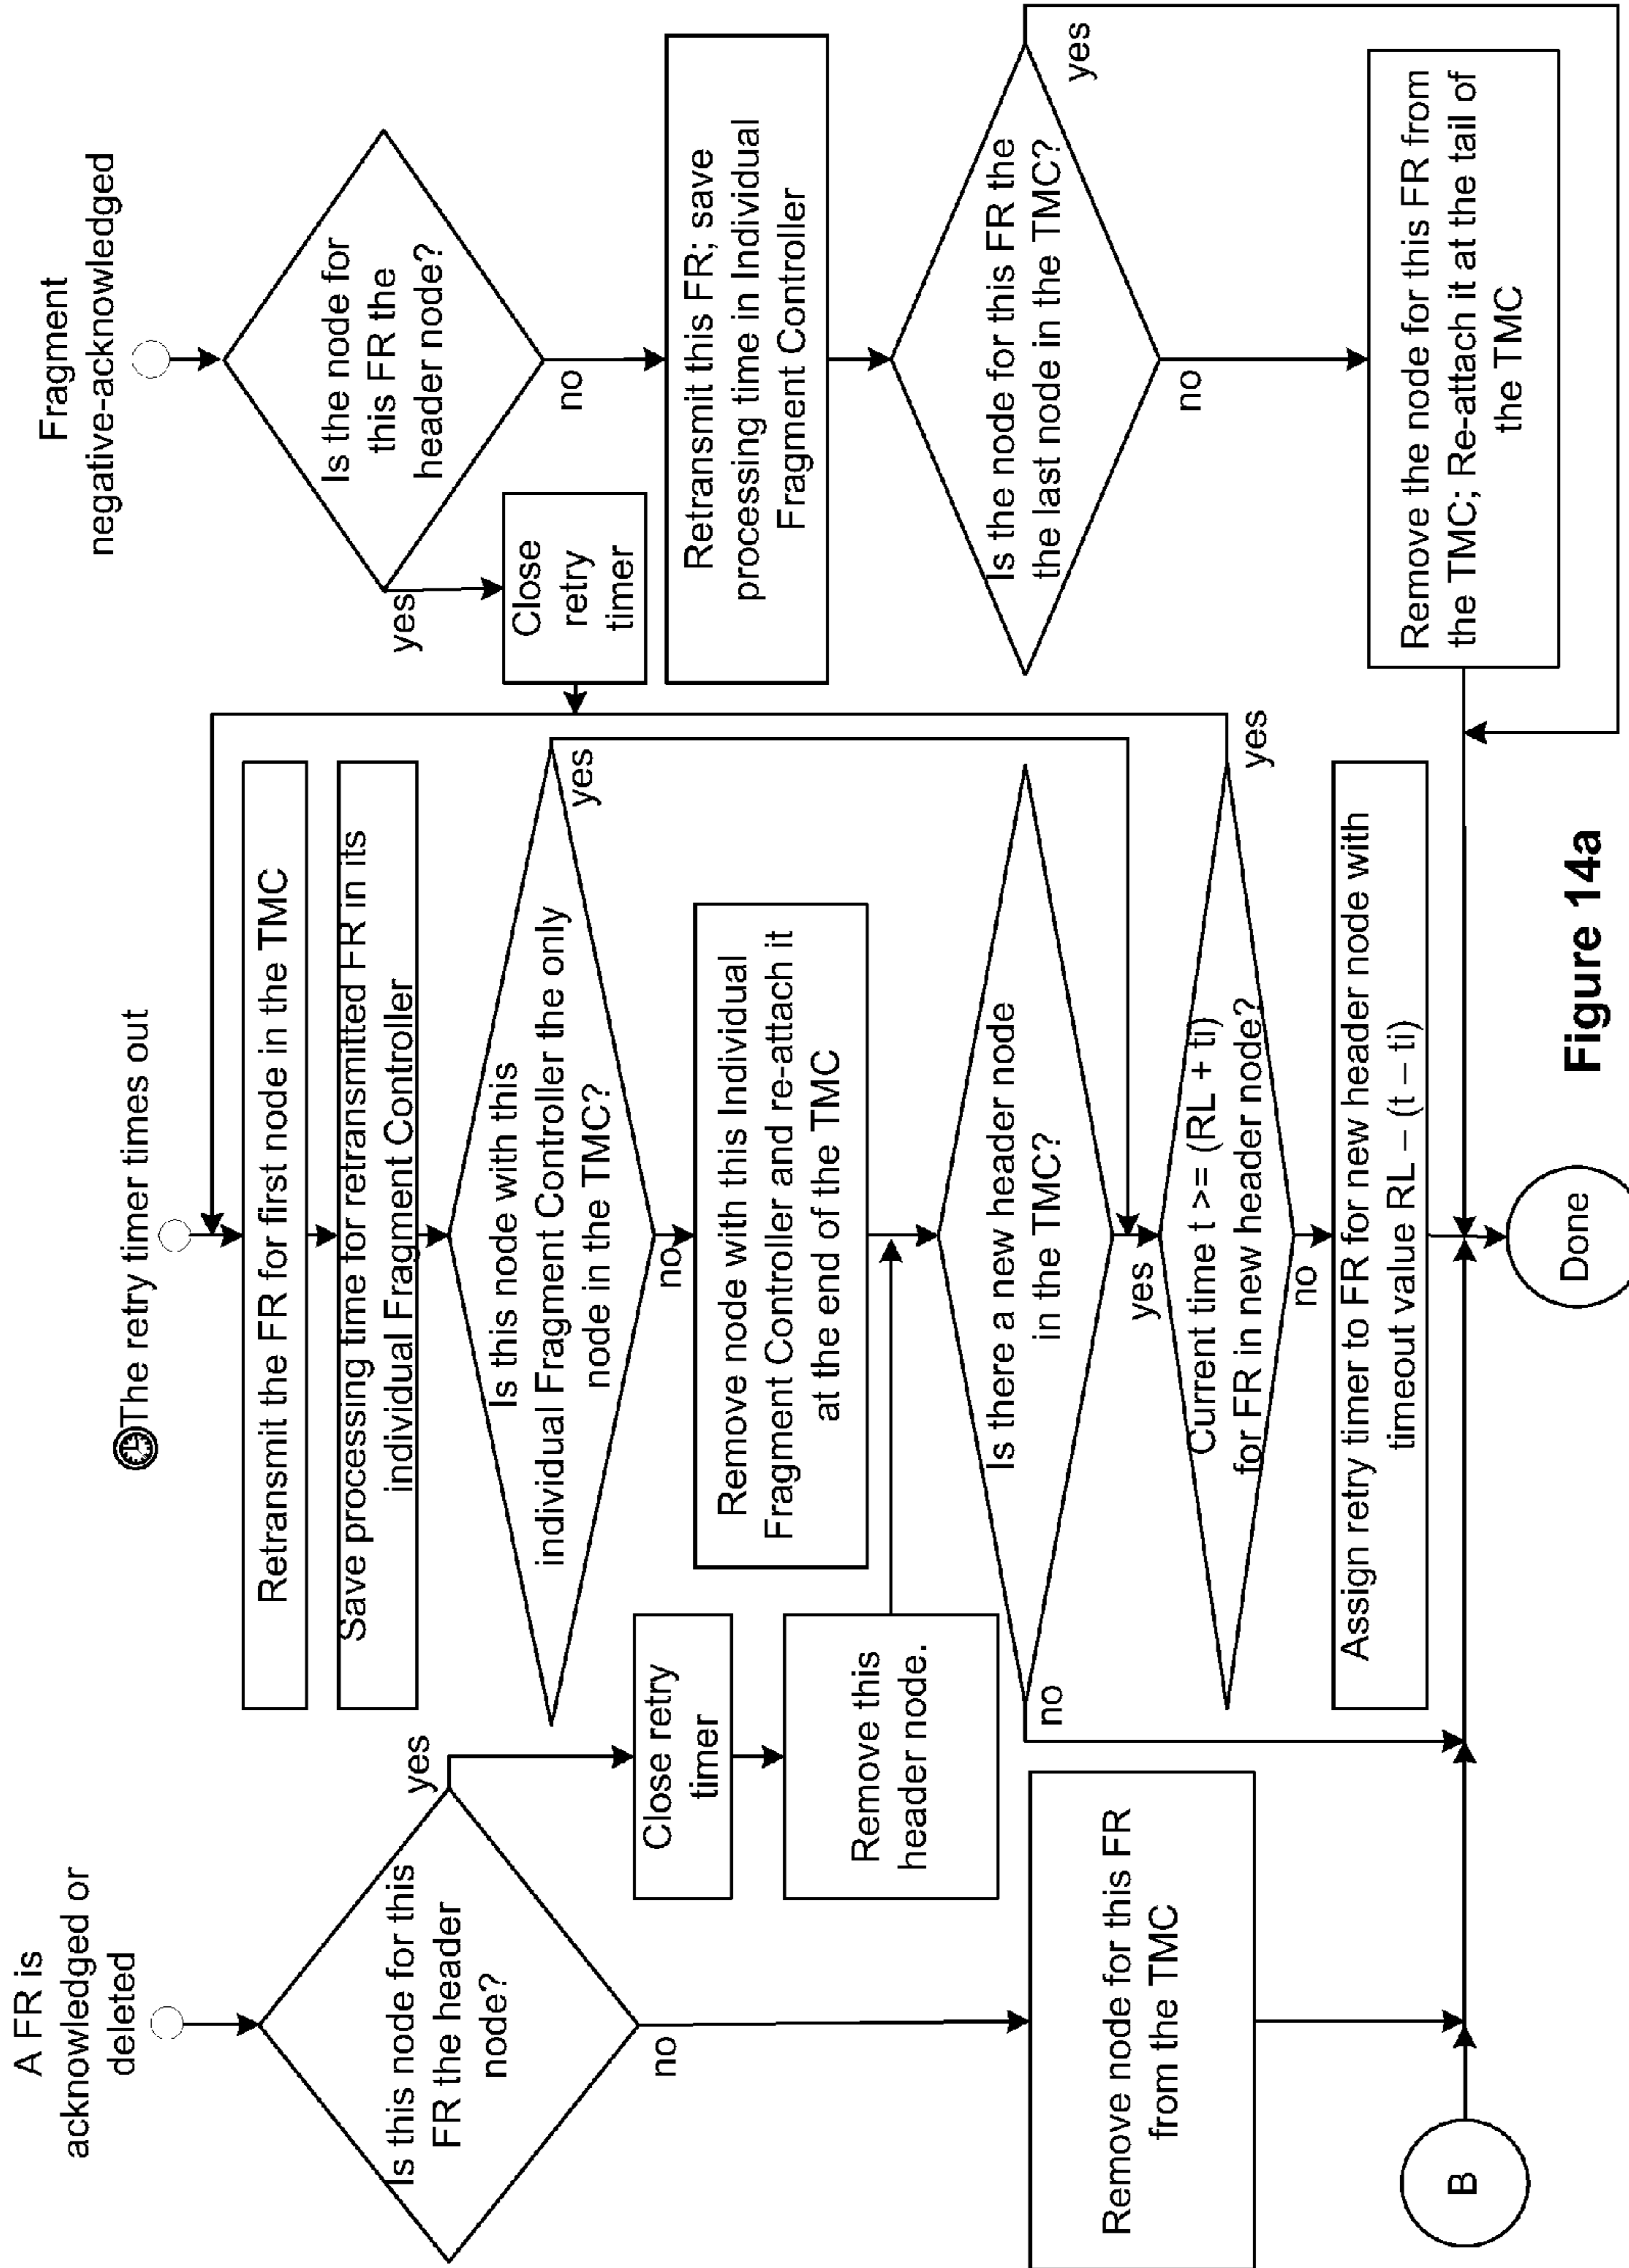 A FR is
acknowledged or
deleted
Is this node for this
FR the header
node?
yes
no
Close retry
timer
Remove this
header node.
Remove node for this FR
from the TMC
B
The retry timer times out
Retransmit the FR for first node in the TMC
Save processing time for retransmitted FR in its
individual Fragment Controller
Is this node with this
individual Fragment Controller the only
node in the TMC?
yes
no
Remove node with this Individual
Fragment Controller and re-attach it
at the end of the TMC
Is there a new header node
in the TMC?
no
yes
Current time t >= (RL + ti)
for FR in new header node?
yes
no
Assign retry timer to FR for new header node with
timeout value RL – (t – ti)
Done
Fragment
negative-acknowledged
Is the node for
this FR the
header node?
yes
no
Close
retry
timer
Retransmit this FR; save
processing time in Individual
Fragment Controller
Is the node for this FR the
the last node in the TMC?
yes
no
Remove the node for this FR from
the TMC; Re-attach it at the tail of
the TMC
Figure 14a